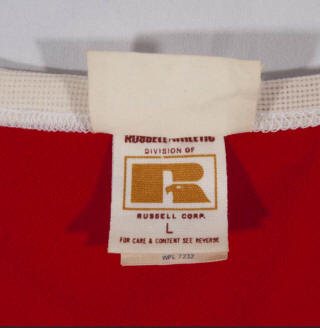 RUSSELL ATHLETIC
DIVISION OF
R
RUSSELL CORP.
L
FOR CARE & CONTENT SEE REVERSE
WPL 7232